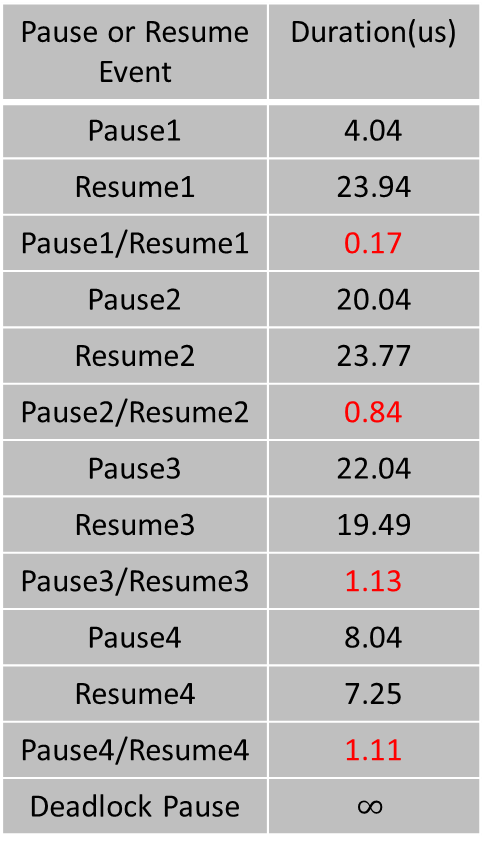 Pause or Resume Event Duration(us)
Pause1 4.04
Resume1 23.94
Pause1/Resume1 0.17
Pause2 20.04
Resume2 23.77
Pause2/Resume2 0.84
Pause3 22.04
Resume3 19.49
Pause3/Resume3 1.13
Pause4 8.04
Resume4 7.25
Pause4/Resume4 1.11
Deadlock Pause ∞